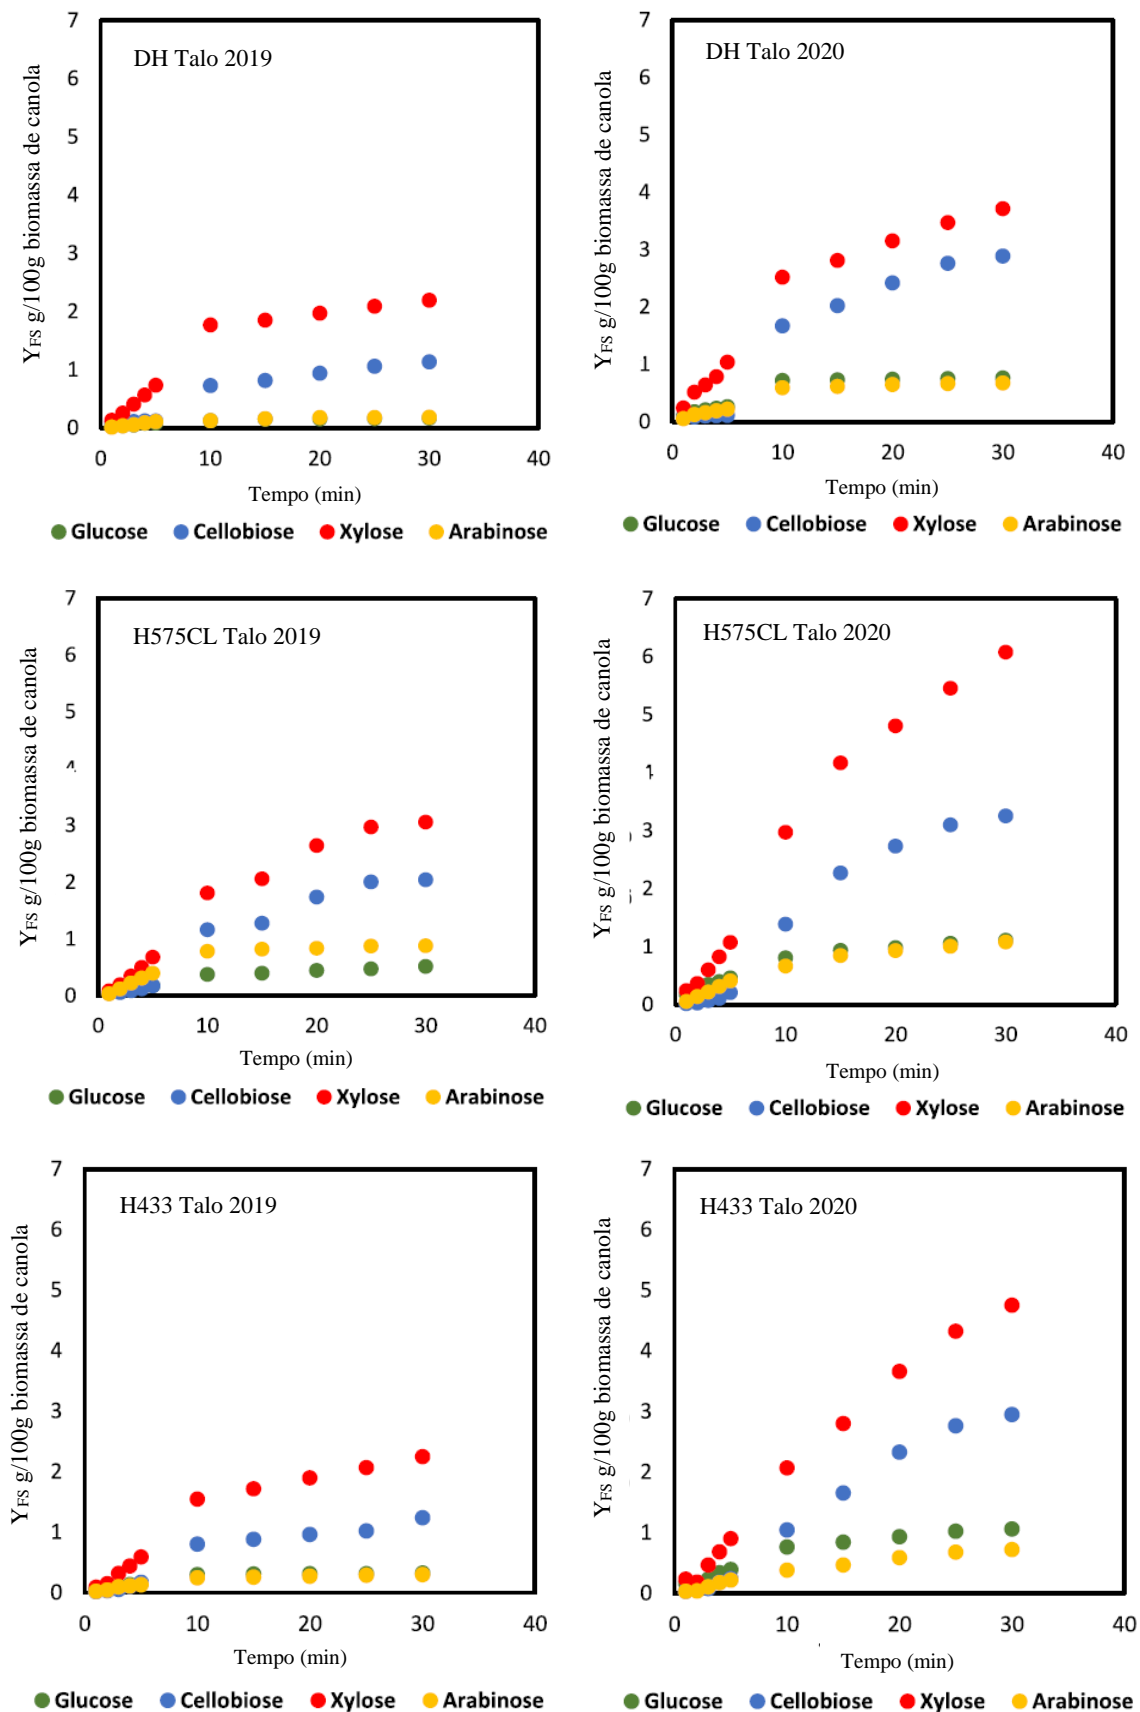 DH Talo 2019
Y_FS g/100g biomassa de canola
7
6
5
4
3
2
1
0
0 10 20 30 40
Tempo (min)
Glucose Cellobiose Xylose Arabinose
DH Talo 2020
Y_FS g/100g biomassa de canola
7
6
5
4
3
2
1
0
0 10 20 30 40
Tempo (min)
Glucose Cellobiose Xylose Arabinose
H575CL Talo 2019
Y_FS g/100g biomassa de canola
7
6
5
3
2
1
0
0 10 20 30 40
Tempo (min)
Glucose Cellobiose Xylose Arabinose
H575CL Talo 2020
Y_FS g/100g biomassa de canola
7
6
5
4
3
2
1
0
0 10 20 30 40
Tempo (min)
Glucose Cellobiose Xylose Arabinose
H433 Talo 2019
Y_FS g/100g biomassa de canola
7
6
5
4
3
2
1
0
0 10 20 30 40
Tempo (min)
Glucose Cellobiose Xylose Arabinose
H433 Talo 2020
Y_FS g/100g biomassa de canola
7
6
5
4
3
2
1
0
0 10 20 30 40
Tempo (min)
Glucose Cellobiose Xylose Arabinose